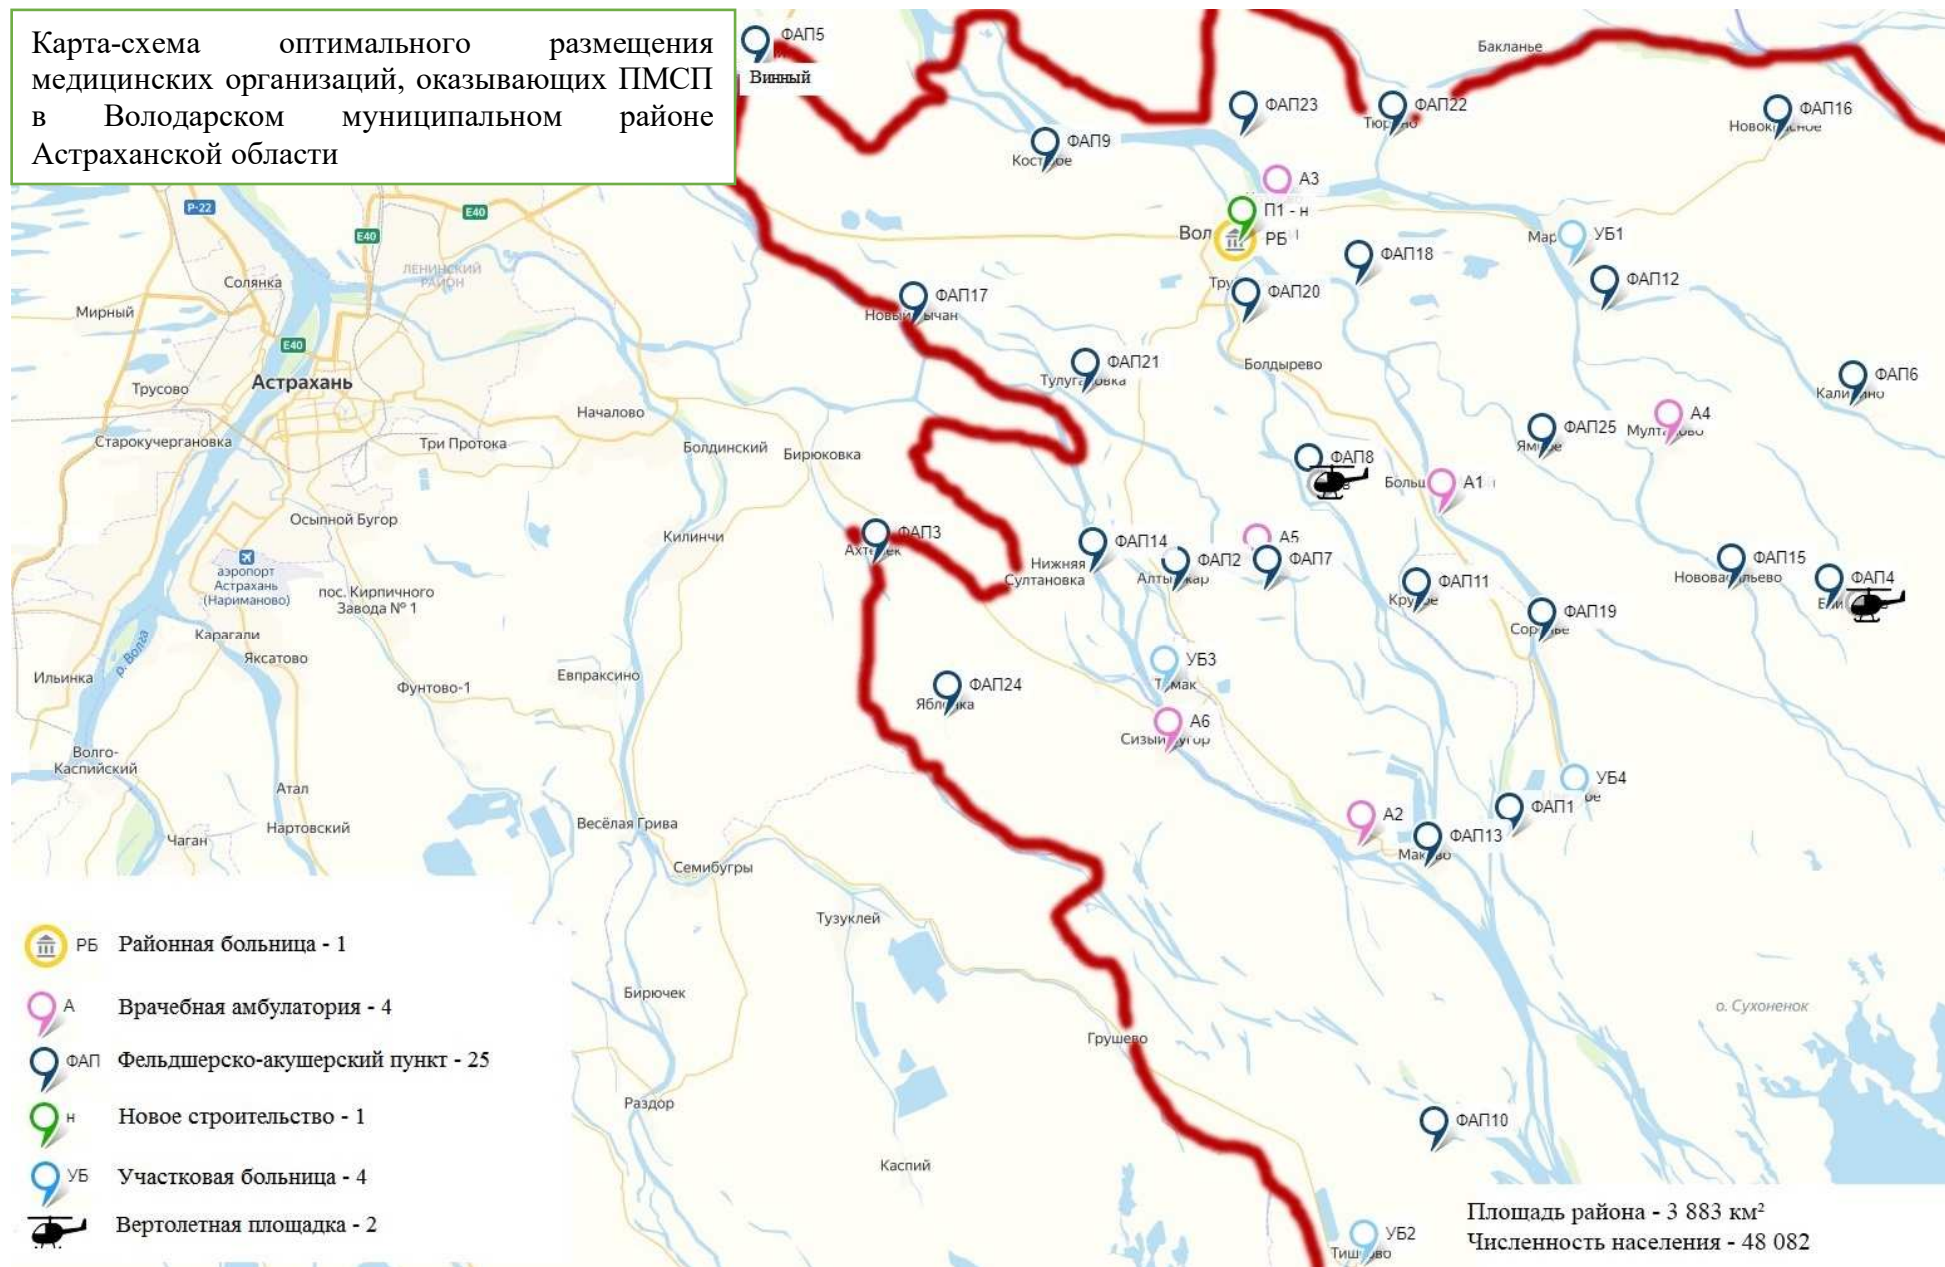 Карта-схема оптимального размещения
медицинских организаций, оказывающих ПМСП
в Володарском муниципальном районе
Астраханской области
ФАП5
Винный
Бакланье
ФАП23
ФАП22
ФАП16
ФАП9
А3
П1 - н
РБ
УБ1
ФАП18
ФАП12
ФАП20
ФАП17
Р-22
Е40
Е40
ЛЕНИНСКИЙ
РАЙОН
Солянка
Мирный
Е40
Астрахань
Трусово
Начало́во
Старокучергановка
Три Протока
Болдинский
Бирюковка
ФАП21
Болдырево
ФАП6
А4
ФАП25
ФАП8
А1
Осыпной Бугор
Килинчи
ФАП3
ФАП14
Нижняя
Султановка
ФАП2
А5
ФАП7
ФАП11
ФАП15
ФАП4
ФАП19
аэропорт
Астрахань
(Нариманово)
пос. Кирпичного
Завода № 1
Карагали
р. Волга
Яксатово
Ильинка
Фунтово-1
Евпраксино
ФАП24
УБ3
А6
УБ4
ФАП1
А2
ФАП13
Волго-
Каспийский
Атал
Нартовский
Чаган
Весёлая Грива
Семибугры
Тузуклей
Бирючек
Грушево
о. Сухоненок
Раздор
Каспий
ФАП10
УБ2
РБ Районная больница - 1
А Врачебная амбулатория - 4
ФАП Фельдшерско-акушерский пункт - 25
н Новое строительство - 1
УБ Участковая больница - 4
Вертолетная площадка - 2
Площадь района - 3 883 км²
Численность населения - 48 082